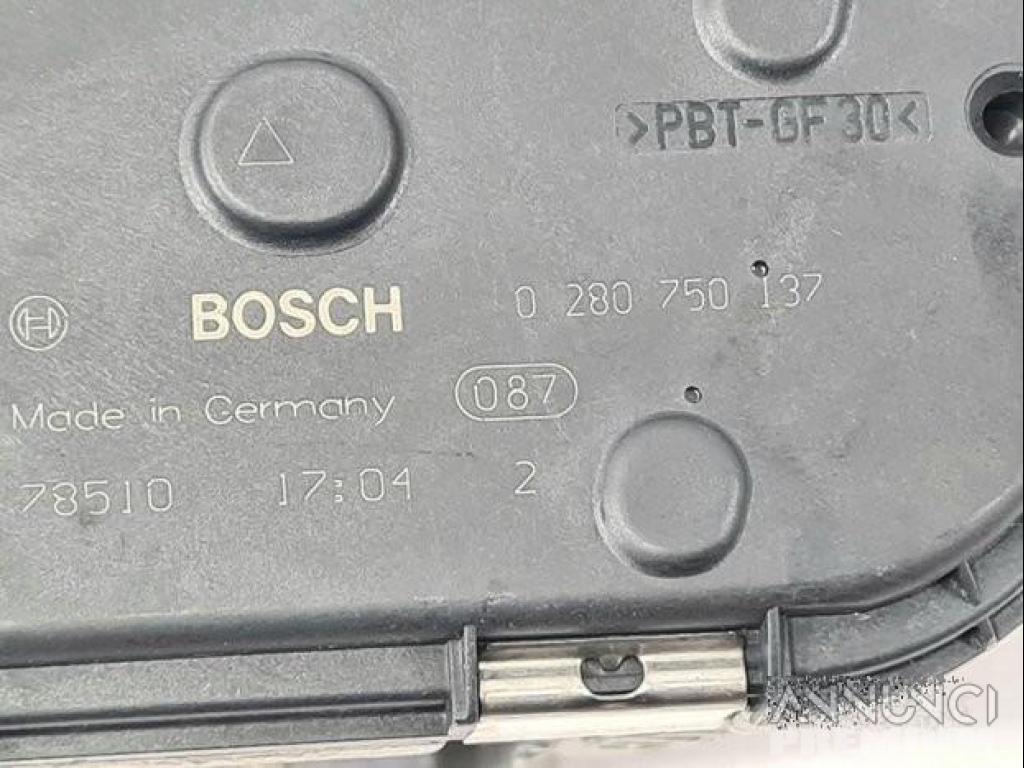 >PBT-GF30<
BOSCH 0 280 750 137
Made in Germany 087
78510 17:04 2
ANNUNCI